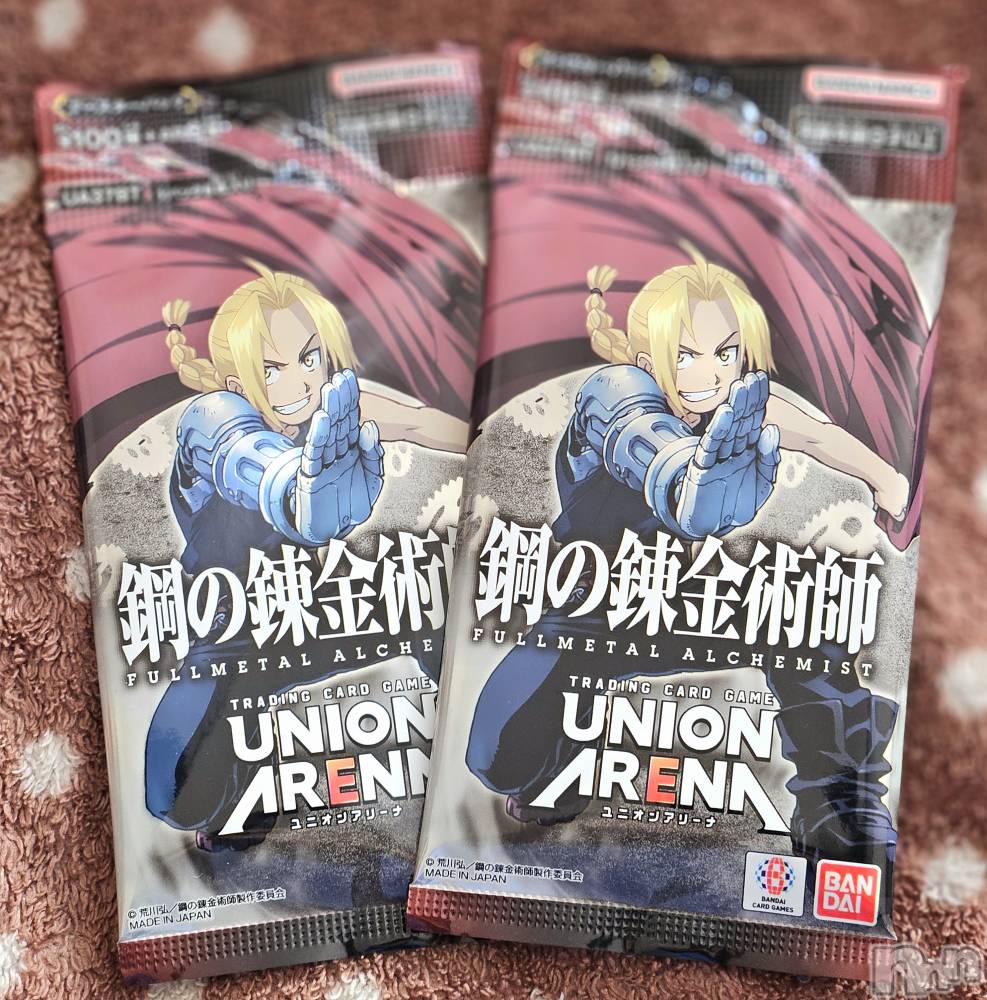 UA37BT
鋼の錬金術
FULLMETAL ALCHE
TRADING CARD GAME
UNION
ARENA
ユニオンアリーナ
© 荒川弘/鋼の錬金術師製作委員会
MADE IN JAPAN
鋼の錬金術師
FULLMETAL ALCHEMIST
TRADING CARD GAME
UNION
ARENA
ユニオンアリーナ
© 荒川弘/鋼の錬金術師製作委員会
MADE IN JAPAN
BANDAI
CARD GAMES
BAN
DAI